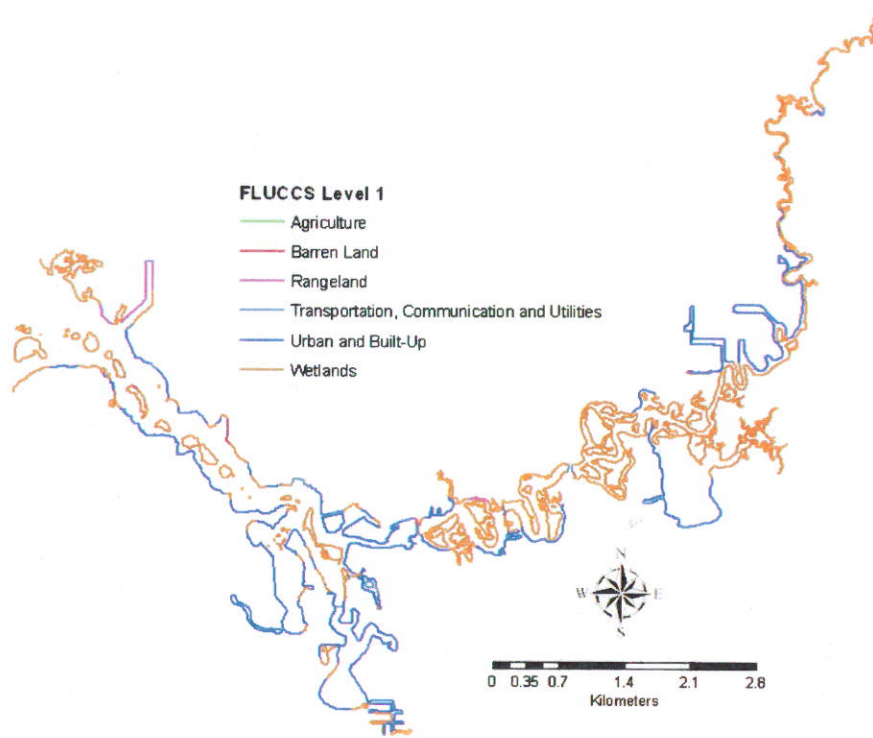 FLUCCS Level 1
Agriculture
Barren Land
Rangeland
Transportation, Communication and Utilities
Urban and Built-Up
Wetlands
N
W E
S
0 0.35 0.7 1.4 2.1 2.8
Kilometers